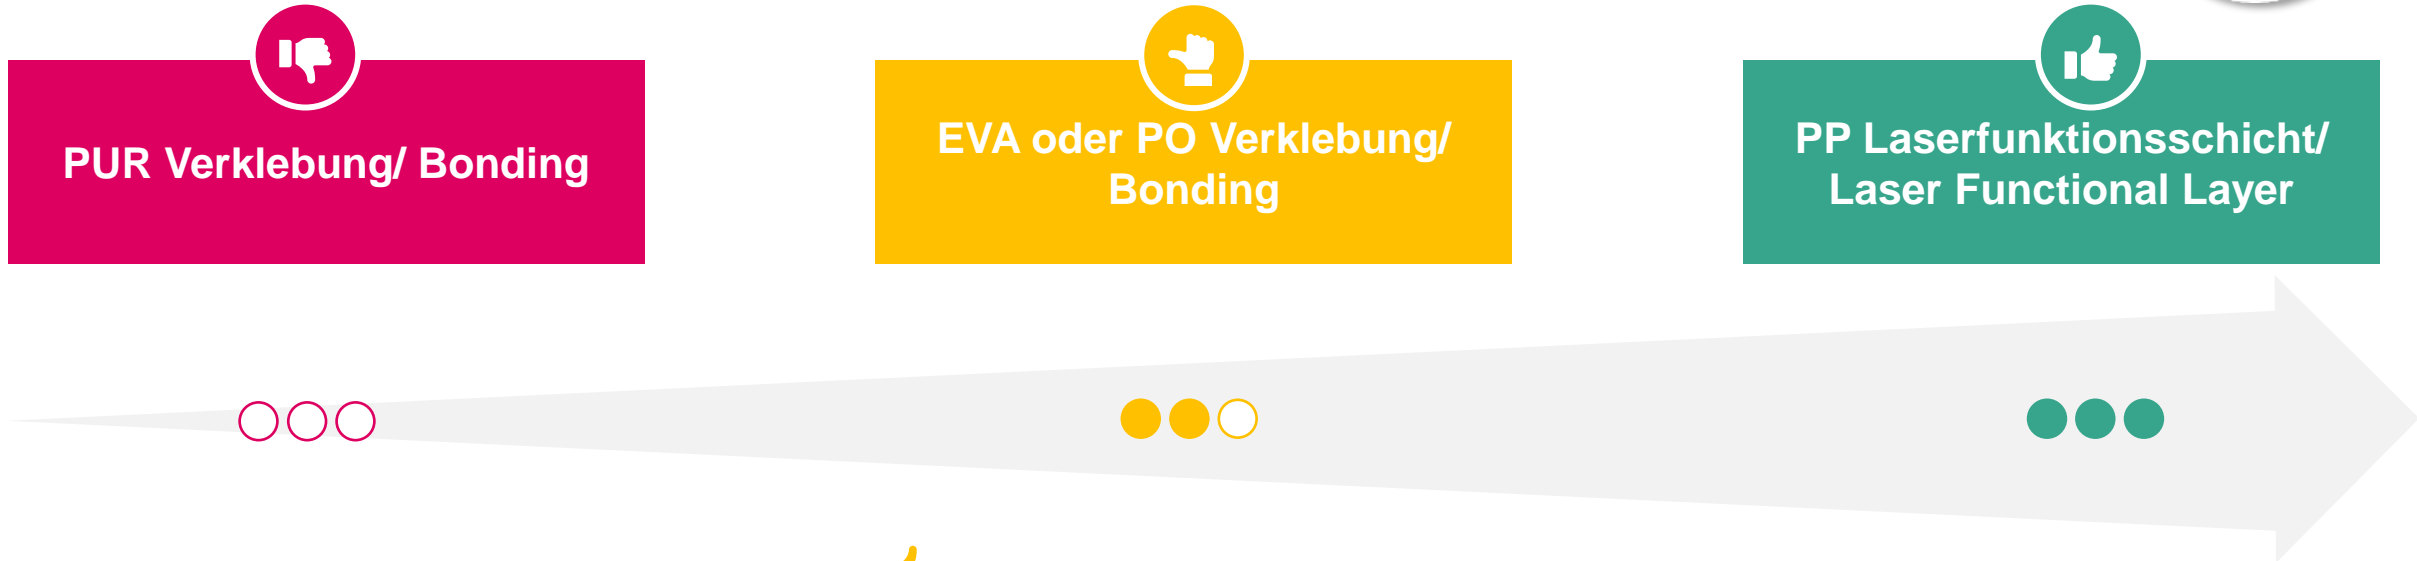 PUR Verklebung/ Bonding
EVA oder PO Verklebung/
Bonding
PP Laserfunktionsschicht/
Laser Functional Layer